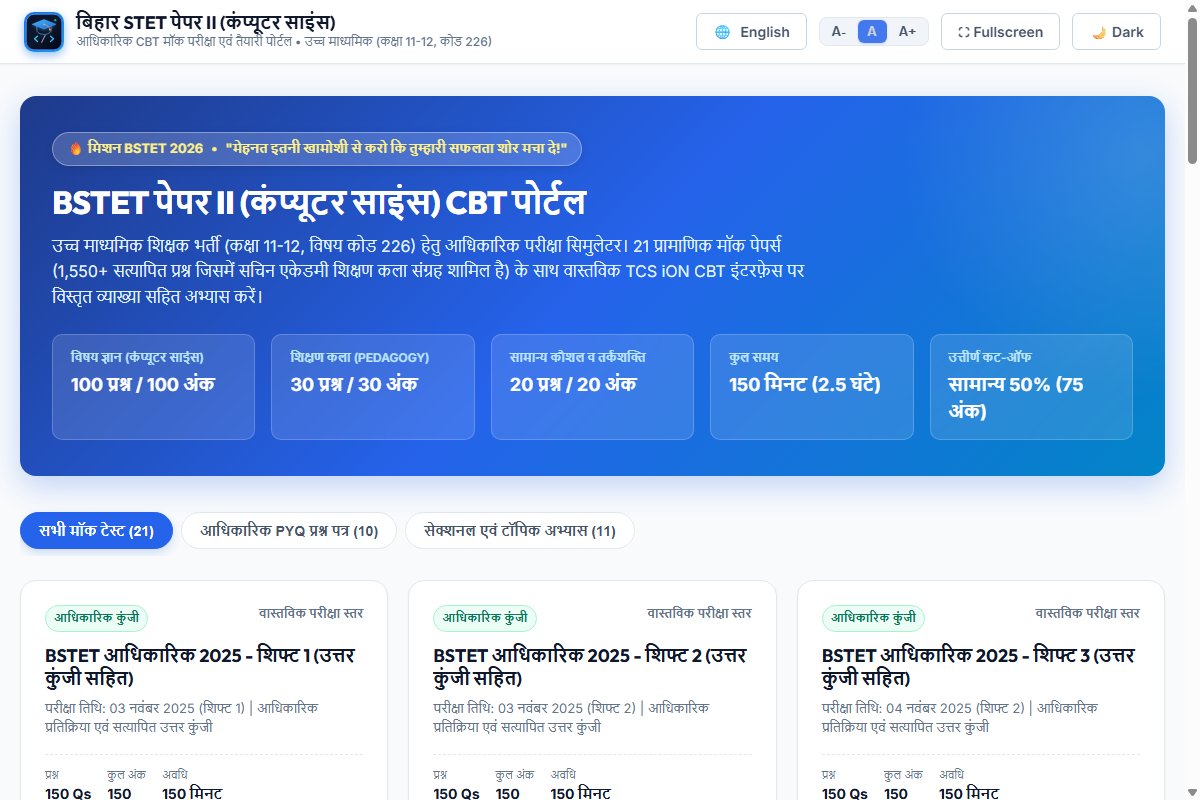 बिहार STET पेपर II (कंप्यूटर साइंस)
आधिकारिक CBT मॉक परीक्षा एवं तैयारी पोर्टल • उच्च माध्यमिक (कक्षा 11-12, कोड 226)
English
A- A A+
Fullscreen
Dark
मिशन BSTET 2026 • "मेहनत इतनी खामोशी से करो कि तुम्हारी सफलता शोर मचा दे!"
BSTET पेपर II (कंप्यूटर साइंस) CBT पोर्टल
उच्च माध्यमिक शिक्षक भर्ती (कक्षा 11-12, विषय कोड 226) हेतु आधिकारिक परीक्षा सिमुलेटर। 21 प्रामाणिक मॉक पेपर्स
(1,550+ सत्यापित प्रश्न जिसमें सचिन एकेडमी शिक्षण कला संग्रह शामिल है) के साथ वास्तविक TCS iON CBT इंटरफ़ेस पर
विस्तृत व्याख्या सहित अभ्यास करें।
विषय ज्ञान (कंप्यूटर साइंस)
100 प्रश्न / 100 अंक
शिक्षण कला (PEDAGOGY)
30 प्रश्न / 30 अंक
सामान्य कौशल व तर्कशक्ति
20 प्रश्न / 20 अंक
कुल समय
150 मिनट (2.5 घंटे)
उत्तीर्ण कट-ऑफ
सामान्य 50% (75
अंक)
सभी मॉक टेस्ट (21)
आधिकारिक PYQ प्रश्न पत्र (10)
सेक्शनल एवं टॉपिक अभ्यास (11)
आधिकारिक कुंजी
वास्तविक परीक्षा स्तर
BSTET आधिकारिक 2025 - शिफ्ट 1 (उत्तर
कुंजी सहित)
परीक्षा तिथि: 03 नवंबर 2025 (शिफ्ट 1) | आधिकारिक
प्रतिक्रिया एवं सत्यापित उत्तर कुंजी
प्रश्न कुल अंक अवधि
150 Qs 150 150 मिनट
आधिकारिक कुंजी
वास्तविक परीक्षा स्तर
BSTET आधिकारिक 2025 - शिफ्ट 2 (उत्तर
कुंजी सहित)
परीक्षा तिथि: 03 नवंबर 2025 (शिफ्ट 2) | आधिकारिक
प्रतिक्रिया एवं सत्यापित उत्तर कुंजी
प्रश्न कुल अंक अवधि
150 Qs 150 150 मिनट
आधिकारिक कुंजी
वास्तविक परीक्षा स्तर
BSTET आधिकारिक 2025 - शिफ्ट 3 (उत्तर
कुंजी सहित)
परीक्षा तिथि: 04 नवंबर 2025 (शिफ्ट 2) | आधिकारिक
प्रतिक्रिया एवं सत्यापित उत्तर कुंजी
प्रश्न कुल अंक अवधि
150 Qs 150 150 मिनट